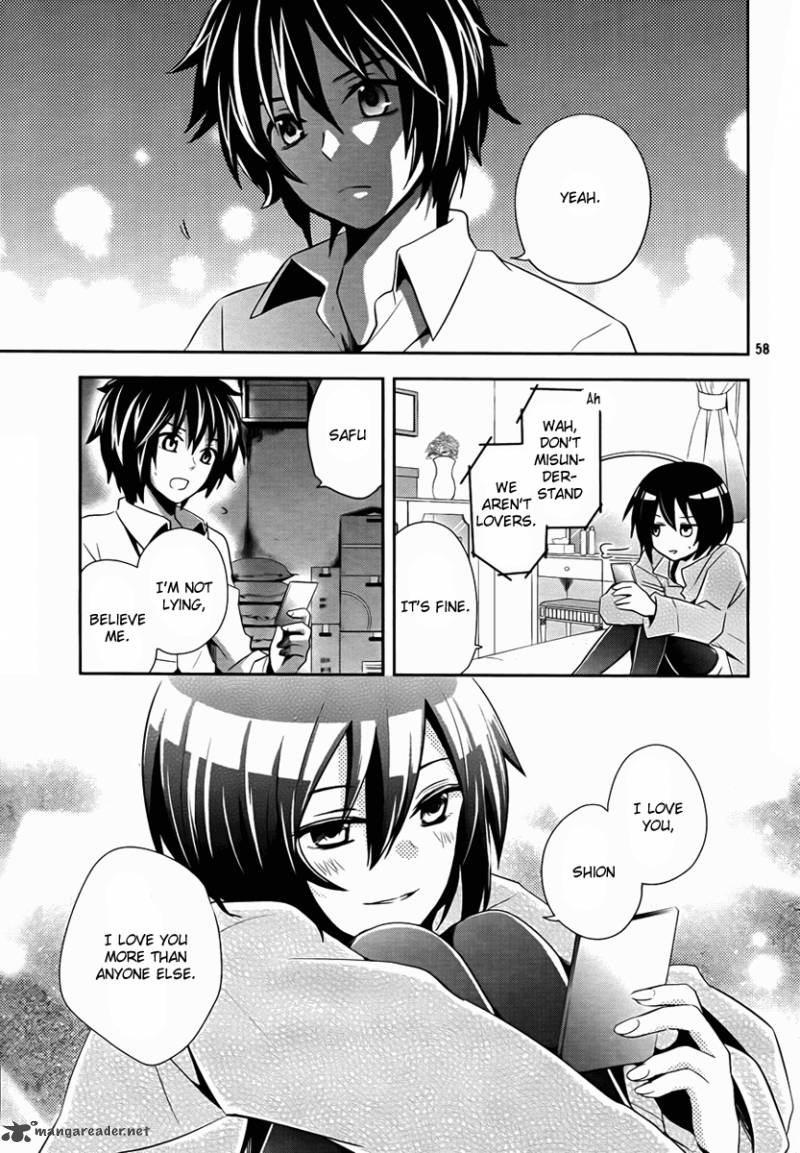 YEAH.
58
Ah
WAH,
DON'T
MISUN-
DER-
STAND
WE
AREN'T
LOVERS.
IT'S FINE.
SAFU
I'M NOT
LYING,
BELIEVE
ME.
I LOVE
YOU,
SHION
I LOVE YOU
MORE THAN
ANYONE ELSE.
mangareader.net